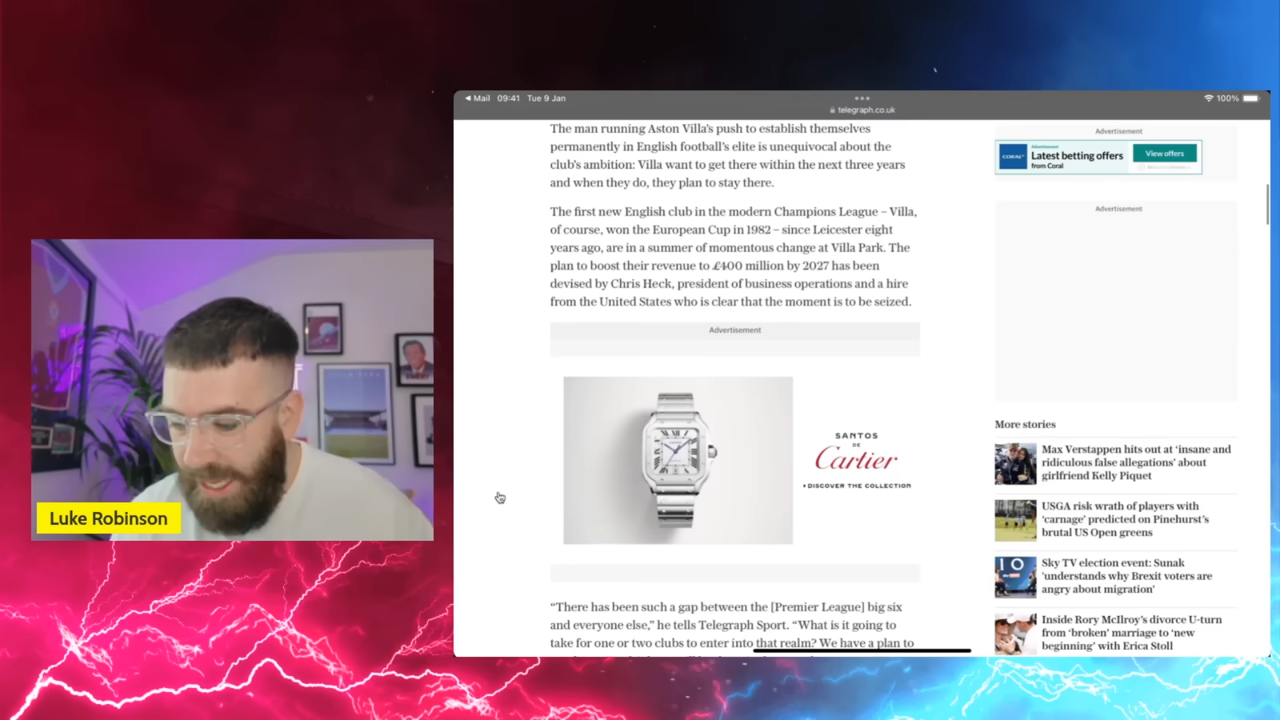 Mail 09:41 Tue 9 Jan
100%
telegraph.co.uk
The man running Aston Villa's push to establish themselves
permanently in English football's elite is unequivocal about the
club's ambition: Villa want to get there within the next three years
and when they do, they plan to stay there.
The first new English club in the modern Champions League – Villa,
of course, won the European Cup in 1982 – since Leicester eight
years ago, are in a summer of momentous change at Villa Park. The
plan to boost their revenue to £400 million by 2027 has been
devised by Chris Heck, president of business operations and a hire
from the United States who is clear that the moment is to be seized.
Advertisement
SANTOS
DE
Cartier
DISCOVER THE COLLECTION
“There has been such a gap between the [Premier League] big six
and everyone else,” he tells Telegraph Sport. “What is it going to
take for one or two clubs to enter into that realm? We have a plan to
Advertisement
CORAL
Advertisement
Latest betting offers
from Coral
View offers
Advertisement
More stories
Max Verstappen hits out at ‘insane and
ridiculous false allegations’ about
girlfriend Kelly Piquet
USGA risk wrath of players with
‘carnage’ predicted on Pinehurst’s
brutal US Open greens
Sky TV election event: Sunak
‘understands why Brexit voters are
angry about migration’
Inside Rory McIlroy’s divorce U-turn
from ‘broken’ marriage to ‘new
beginning’ with Erica Stoll
Luke Robinson